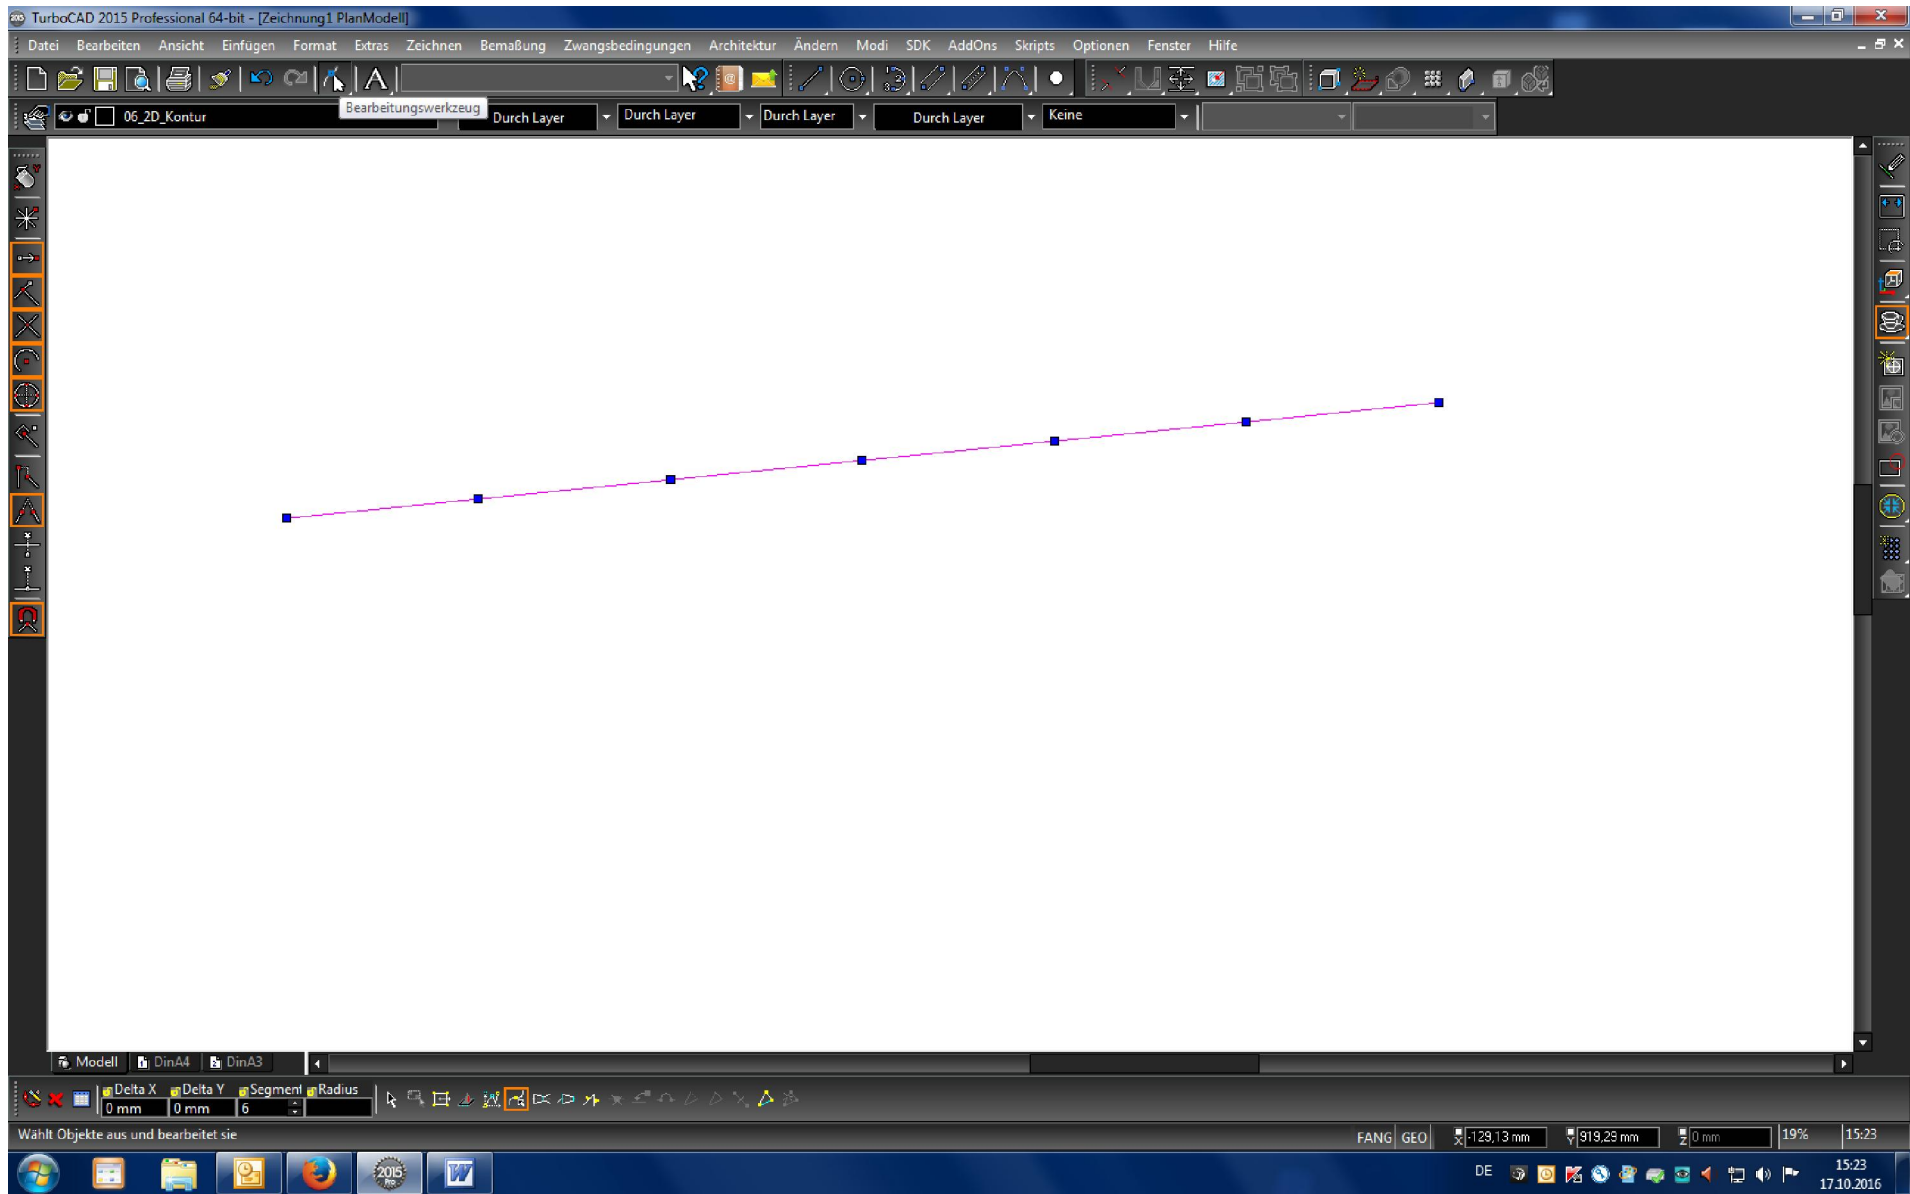 TurboCAD 2015 Professional 64-bit - [Zeichnung1 PlanModell]
Datei Bearbeiten Ansicht Einfügen Format Extras Zeichnen Bemaßung Zwangsbedingungen Architektur Ändern Modi SDK AddOns Skripts Optionen Fenster Hilfe
Bearbeitungswerkzeug
06_2D_Kontur Durch Layer Durch Layer Durch Layer Durch Layer Keine
Modell DinA4 DinA3
Delta X Delta Y Segment Radius
0 mm 0 mm 6
Wählt Objekte aus und bearbeitet sie
FANG GEO X -129,13 mm Y 919,29 mm Z 0 mm 19% 15:23
2015
Pro
DE
15:23
17.10.2016